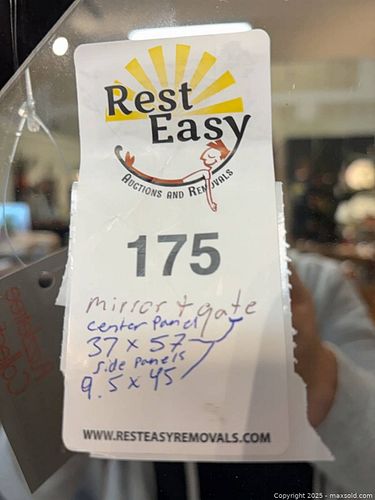 Rest
Easy
AUCTIONS AND REMOVALS
175
mirror + gate
center Panel
37 x 57
side panels
9.5 x 45
WWW.RESTEASYREMOVALS.COM
Copyright 2025 - maxsold.com